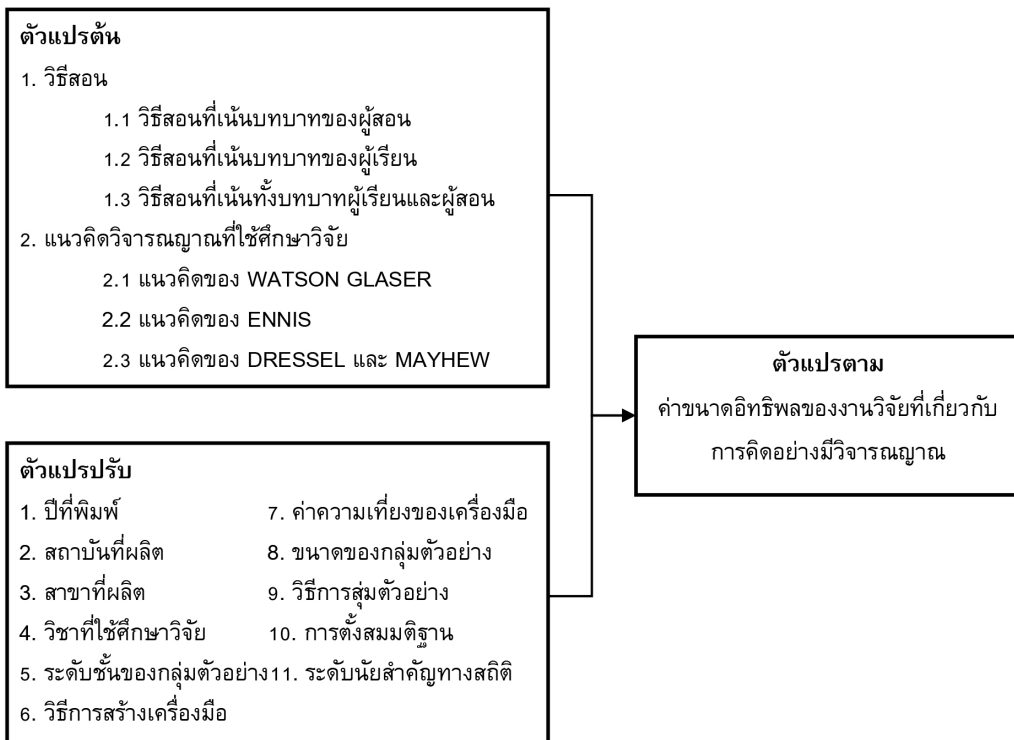 ตัวแปรต้น
1. วิธีสอน
1.1 วิธีสอนที่เน้นบทบาทของผู้สอน
1.2 วิธีสอนที่เน้นบทบาทของผู้เรียน
1.3 วิธีสอนที่เน้นทั้งบทบาทผู้เรียนและผู้สอน
2. แนวคิดวิจารณญาณที่ใช้ศึกษาวิจัย
2.1 แนวคิดของ WATSON GLASER
2.2 แนวคิดของ ENNIS
2.3 แนวคิดของ DRESSEL และ MAYHEW
ตัวแปรปรับ
1. ปีที่พิมพ์ 7. ค่าความเที่ยงของเครื่องมือ
2. สถาบันที่ผลิต 8. ขนาดของกลุ่มตัวอย่าง
3. สาขาที่ผลิต 9. วิธีการสุ่มตัวอย่าง
4. วิชาที่ใช้ศึกษาวิจัย 10. การตั้งสมมติฐาน
5. ระดับชั้นของกลุ่มตัวอย่าง 11. ระดับนัยสำคัญทางสถิติ
6. วิธีการสร้างเครื่องมือ
ตัวแปรตาม
ค่าขนาดอิทธิพลของงานวิจัยที่เกี่ยวกับ
การคิดอย่างมีวิจารณญาณ